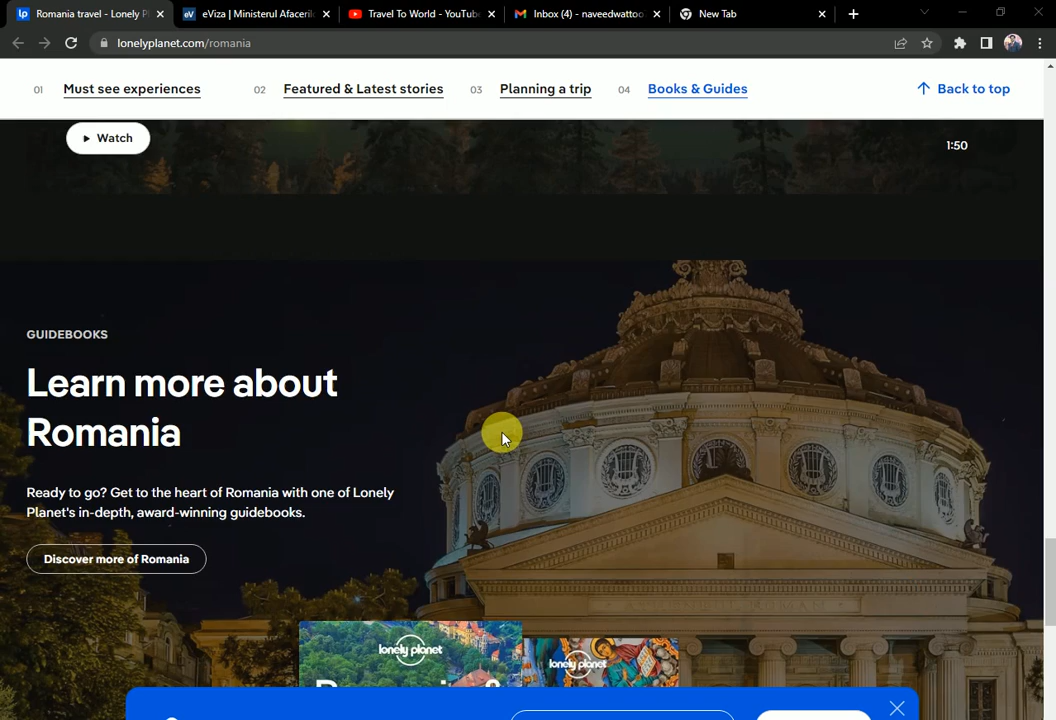 Romania travel - Lonely P
eViza | Ministerul Afaceril
Travel To World - YouTub
Inbox (4) - naveedwattoo
New Tab
lonelyplanet.com/romania
01 Must see experiences
02 Featured & Latest stories
03 Planning a trip
04 Books & Guides
Back to top
Watch
1:50
GUIDEBOOKS
Learn more about
Romania
Ready to go? Get to the heart of Romania with one of Lonely
Planet's in-depth, award-winning guidebooks.
Discover more of Romania
lonely planet
lonely planet